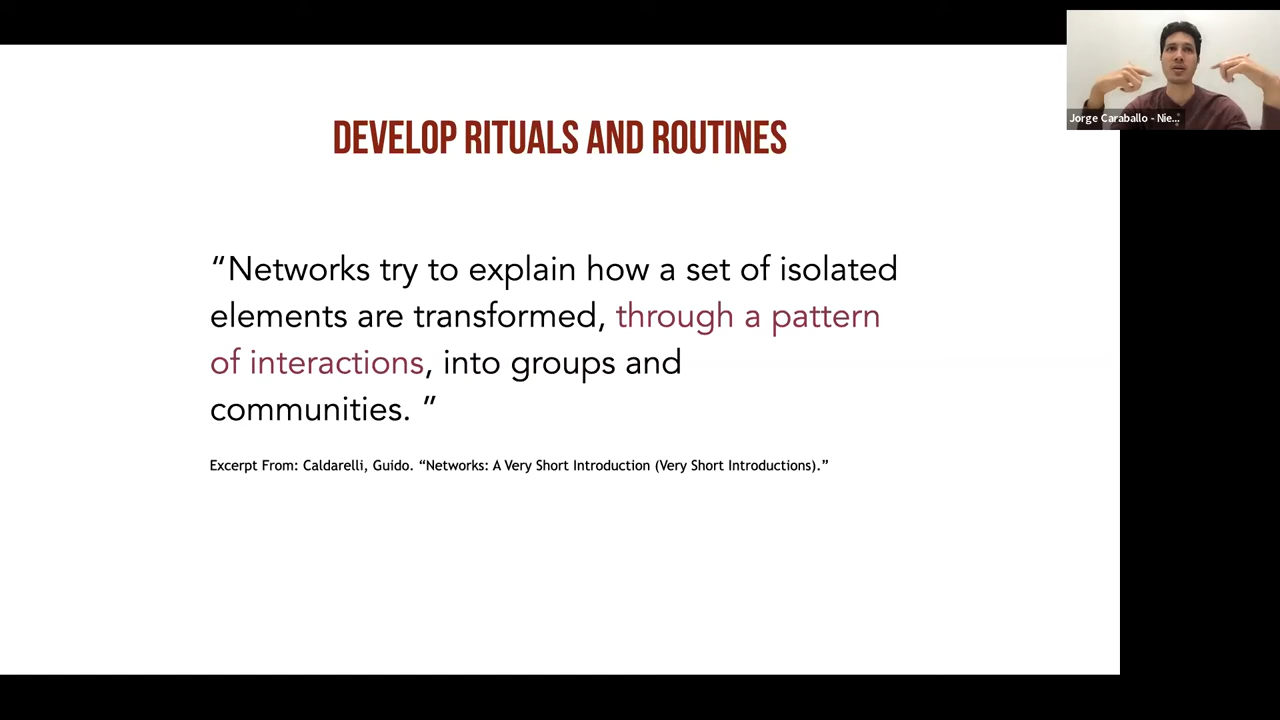 DEVELOP RITUALS AND ROUTINES
“Networks try to explain how a set of isolated
elements are transformed, through a pattern
of interactions, into groups and
communities. ”
Excerpt From: Caldarelli, Guido. “Networks: A Very Short Introduction (Very Short Introductions).”
Jorge Caraballo - Nie...